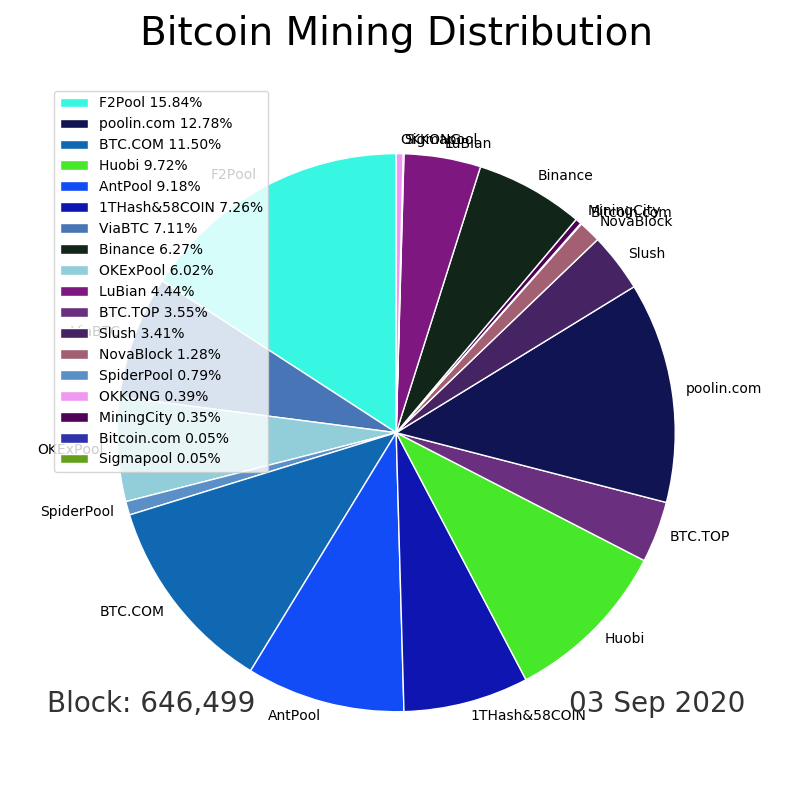 Bitcoin Mining Distribution
F2Pool 15.84%
poolin.com 12.78%
BTC.COM 11.50%
Huobi 9.72%
AntPool 9.18%
1THash&58COIN 7.26%
ViaBTC 7.11%
Binance 6.27%
OKExPool 6.02%
LuBian 4.44%
BTC.TOP 3.55%
Slush 3.41%
NovaBlock 1.28%
SpiderPool 0.79%
OKKONG 0.39%
MiningCity 0.35%
Bitcoin.com 0.05%
Sigmapool 0.05%
OKKONG
Sigmapool
LuBian
Binance
MiningCity
Bitcoin.com
NovaBlock
Slush
poolin.com
BTC.TOP
Huobi
1THash&58COIN
AntPool
BTC.COM
SpiderPool
OKExPool
ViaBTC
F2Pool
Block: 646,499
03 Sep 2020